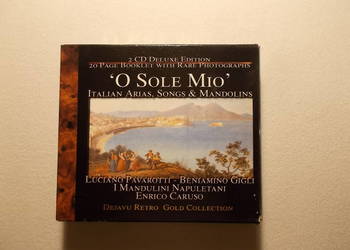 2 CD Deluxe Edition
20 Page Booklet with Rare Photographs
'O Sole Mio'
Italian Arias, Songs & Mandolins
Luciano Pavarotti - Beniamino Gigli
I Mandulini Napuletani
Enrico Caruso
Dejavu Retro Gold Collection